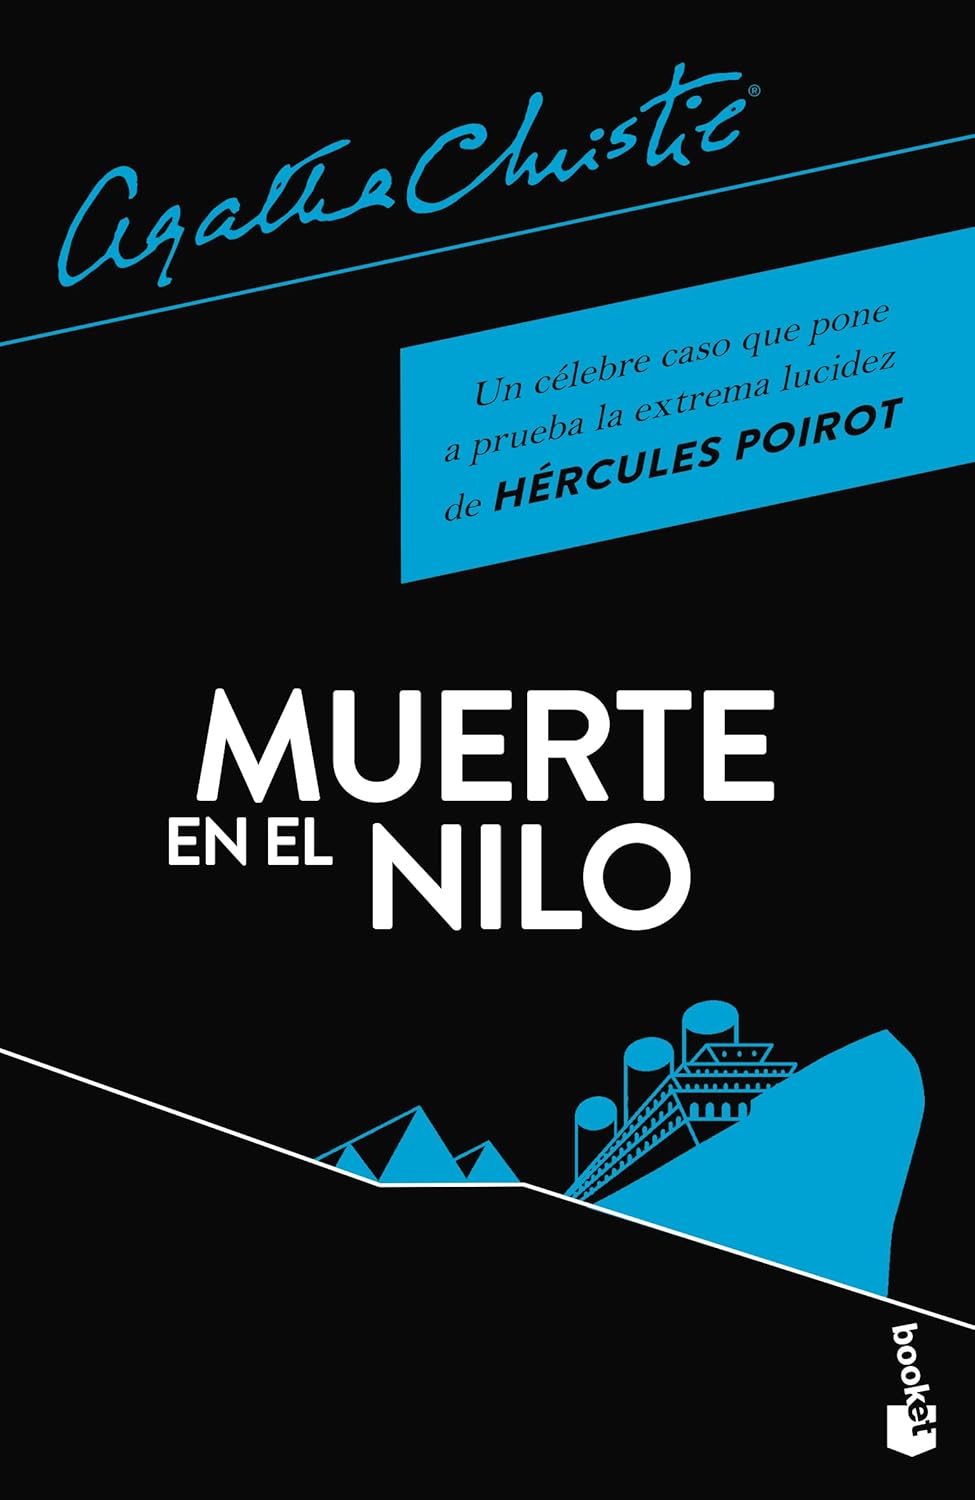 Agatha Christie®
Un célebre caso que pone
a prueba la extrema lucidez
de HÉRCULES POIROT
MUERTE
EN EL NILO
booket